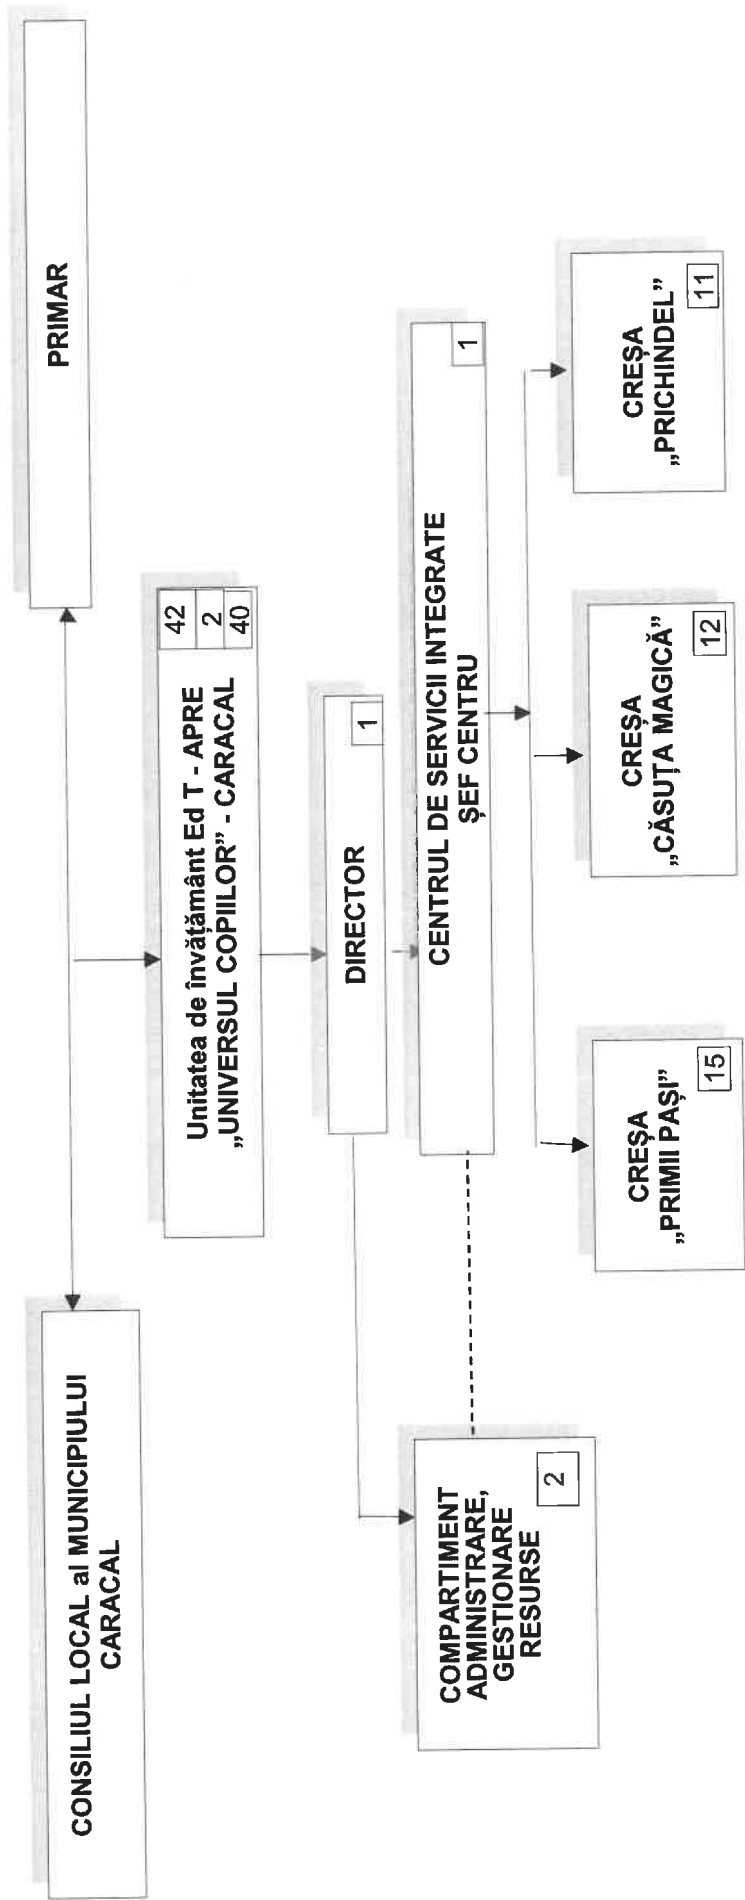 CONSILIUL LOCAL al MUNICIPIULUI
CARACAL
PRIMAR
Unitatea de învățământ Ed T - APRE
„UNIVERSUL COPIILOR” - CARACAL
42
2
40
DIRECTOR
1
CENTRUL DE SERVICII INTEGRATE
ȘEF CENTRU
1
COMPARTIMENT
ADMINISTRARE,
GESTIONARE
RESURSE
2
CREȘA
„PRIMII PAȘI”
15
CREȘA
„CĂSUȚA MAGICĂ”
12
CREȘA
„PRICHINDEL”
11